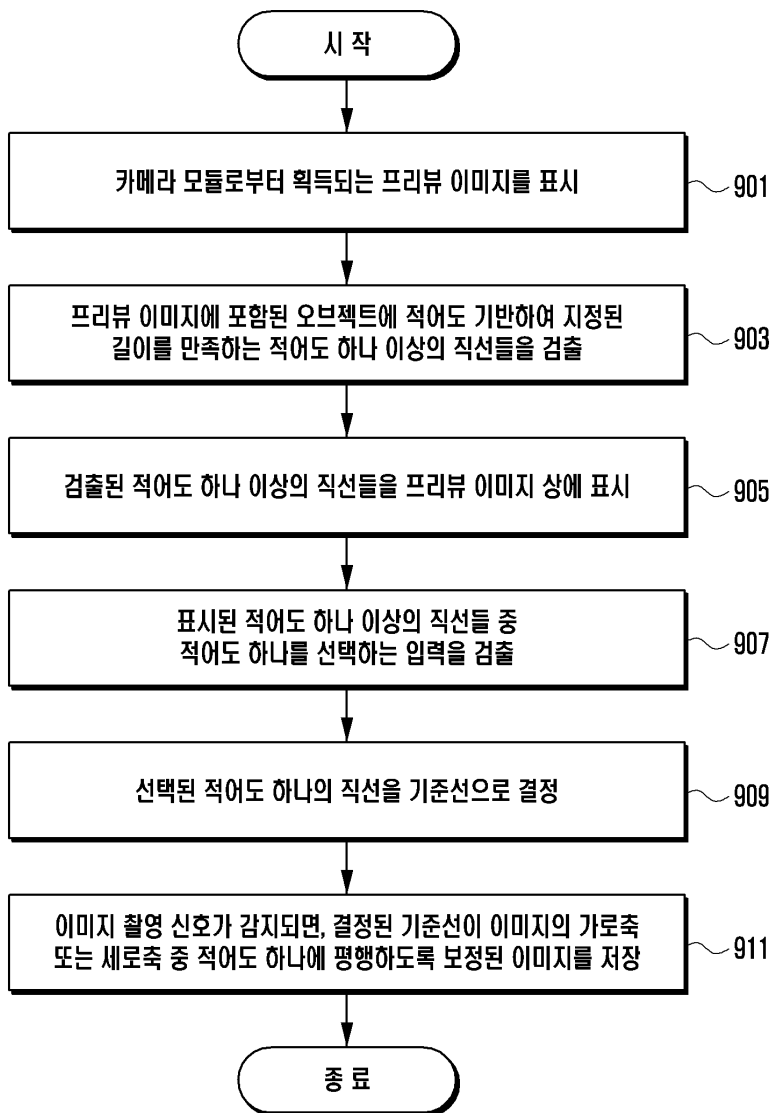 시 작
카메라 모듈로부터 획득되는 프리뷰 이미지를 표시
901
프리뷰 이미지에 포함된 오브젝트에 적어도 기반하여 지정된
길이를 만족하는 적어도 하나 이상의 직선들을 검출
903
검출된 적어도 하나 이상의 직선들을 프리뷰 이미지 상에 표시
905
표시된 적어도 하나 이상의 직선들 중
적어도 하나를 선택하는 입력을 검출
907
선택된 적어도 하나의 직선을 기준선으로 결정
909
이미지 촬영 신호가 감지되면, 결정된 기준선이 이미지의 가로축
또는 세로축 중 적어도 하나에 평행하도록 보정된 이미지를 저장
911
종 료